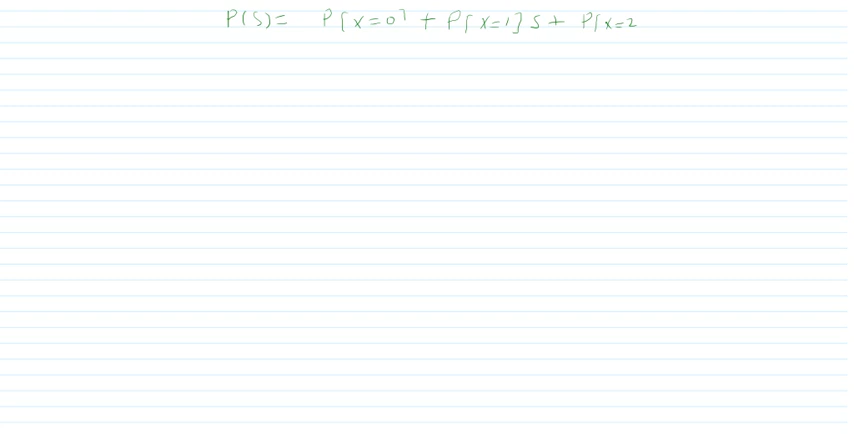 P(S) = P[X=0] + P[X=1] S + P[X=2